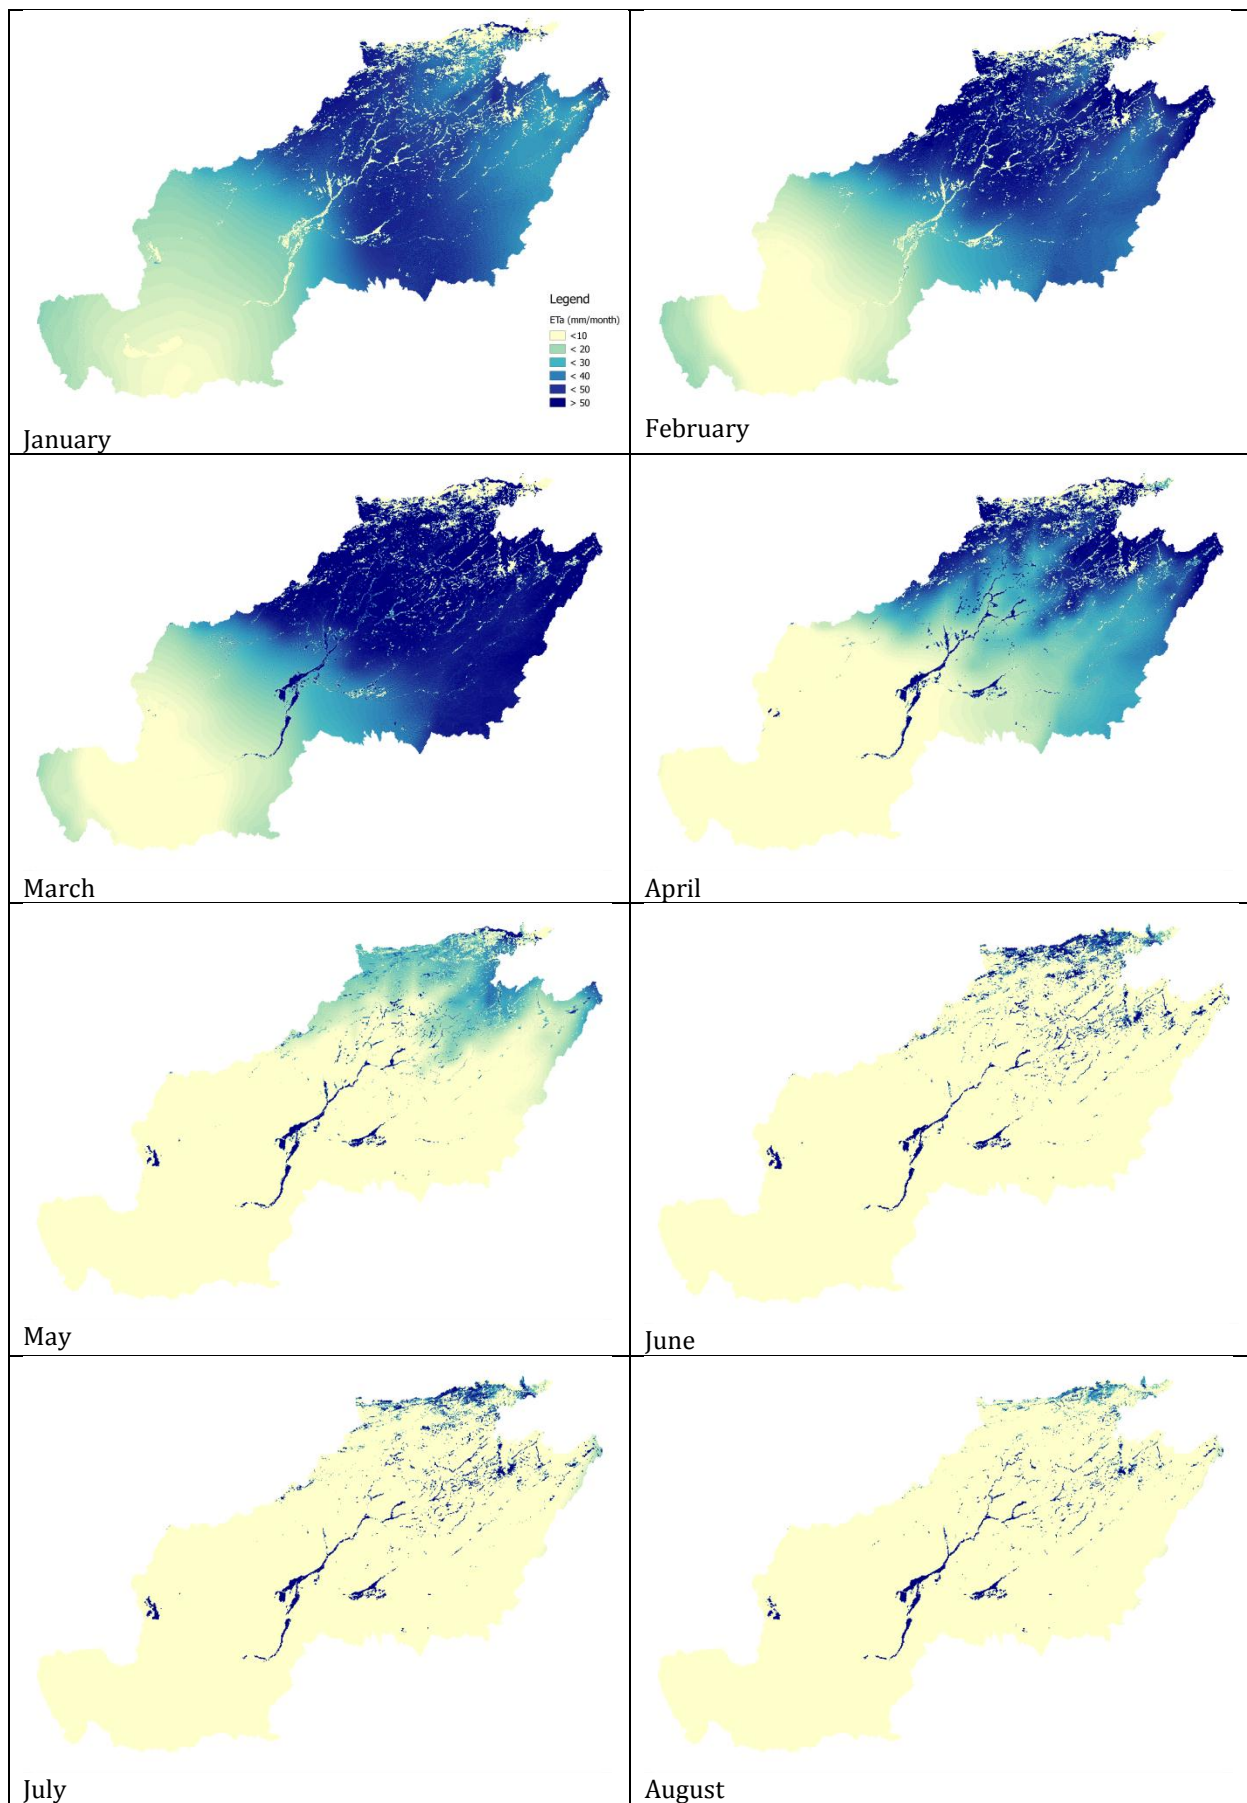 Legend
ETa (mm/month)
<10
< 20
< 30
< 40
< 50
> 50
January
February
March
April
May
June
July
August